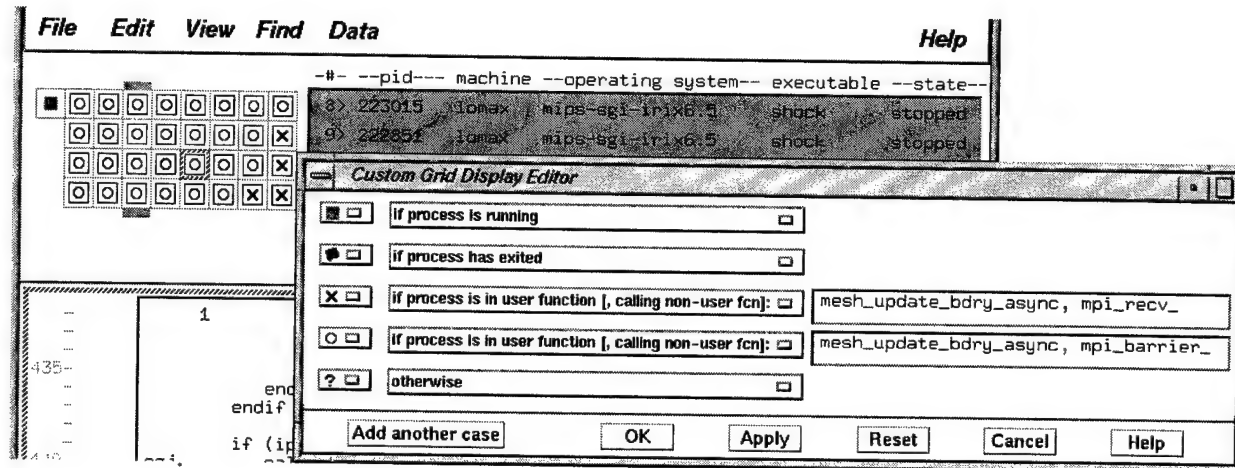 File Edit View Find Data Help
-#- --pid--- machine --operating system-- executable --state--
8> 223015 lomax mips-sgi-irix6.5 shock stopped
9> 222851 lomax mips-sgi-irix6.5 shock stopped
Custom Grid Display Editor
if process is running
if process has exited
if process is in user function [, calling non-user fcn]: mesh_update_bdry_async, mpi_recv_
if process is in user function [, calling non-user fcn]: mesh_update_bdry_async, mpi_barrier_
? otherwise
1
435-
end
endif
if (ip
Add another case OK Apply Reset Cancel Help